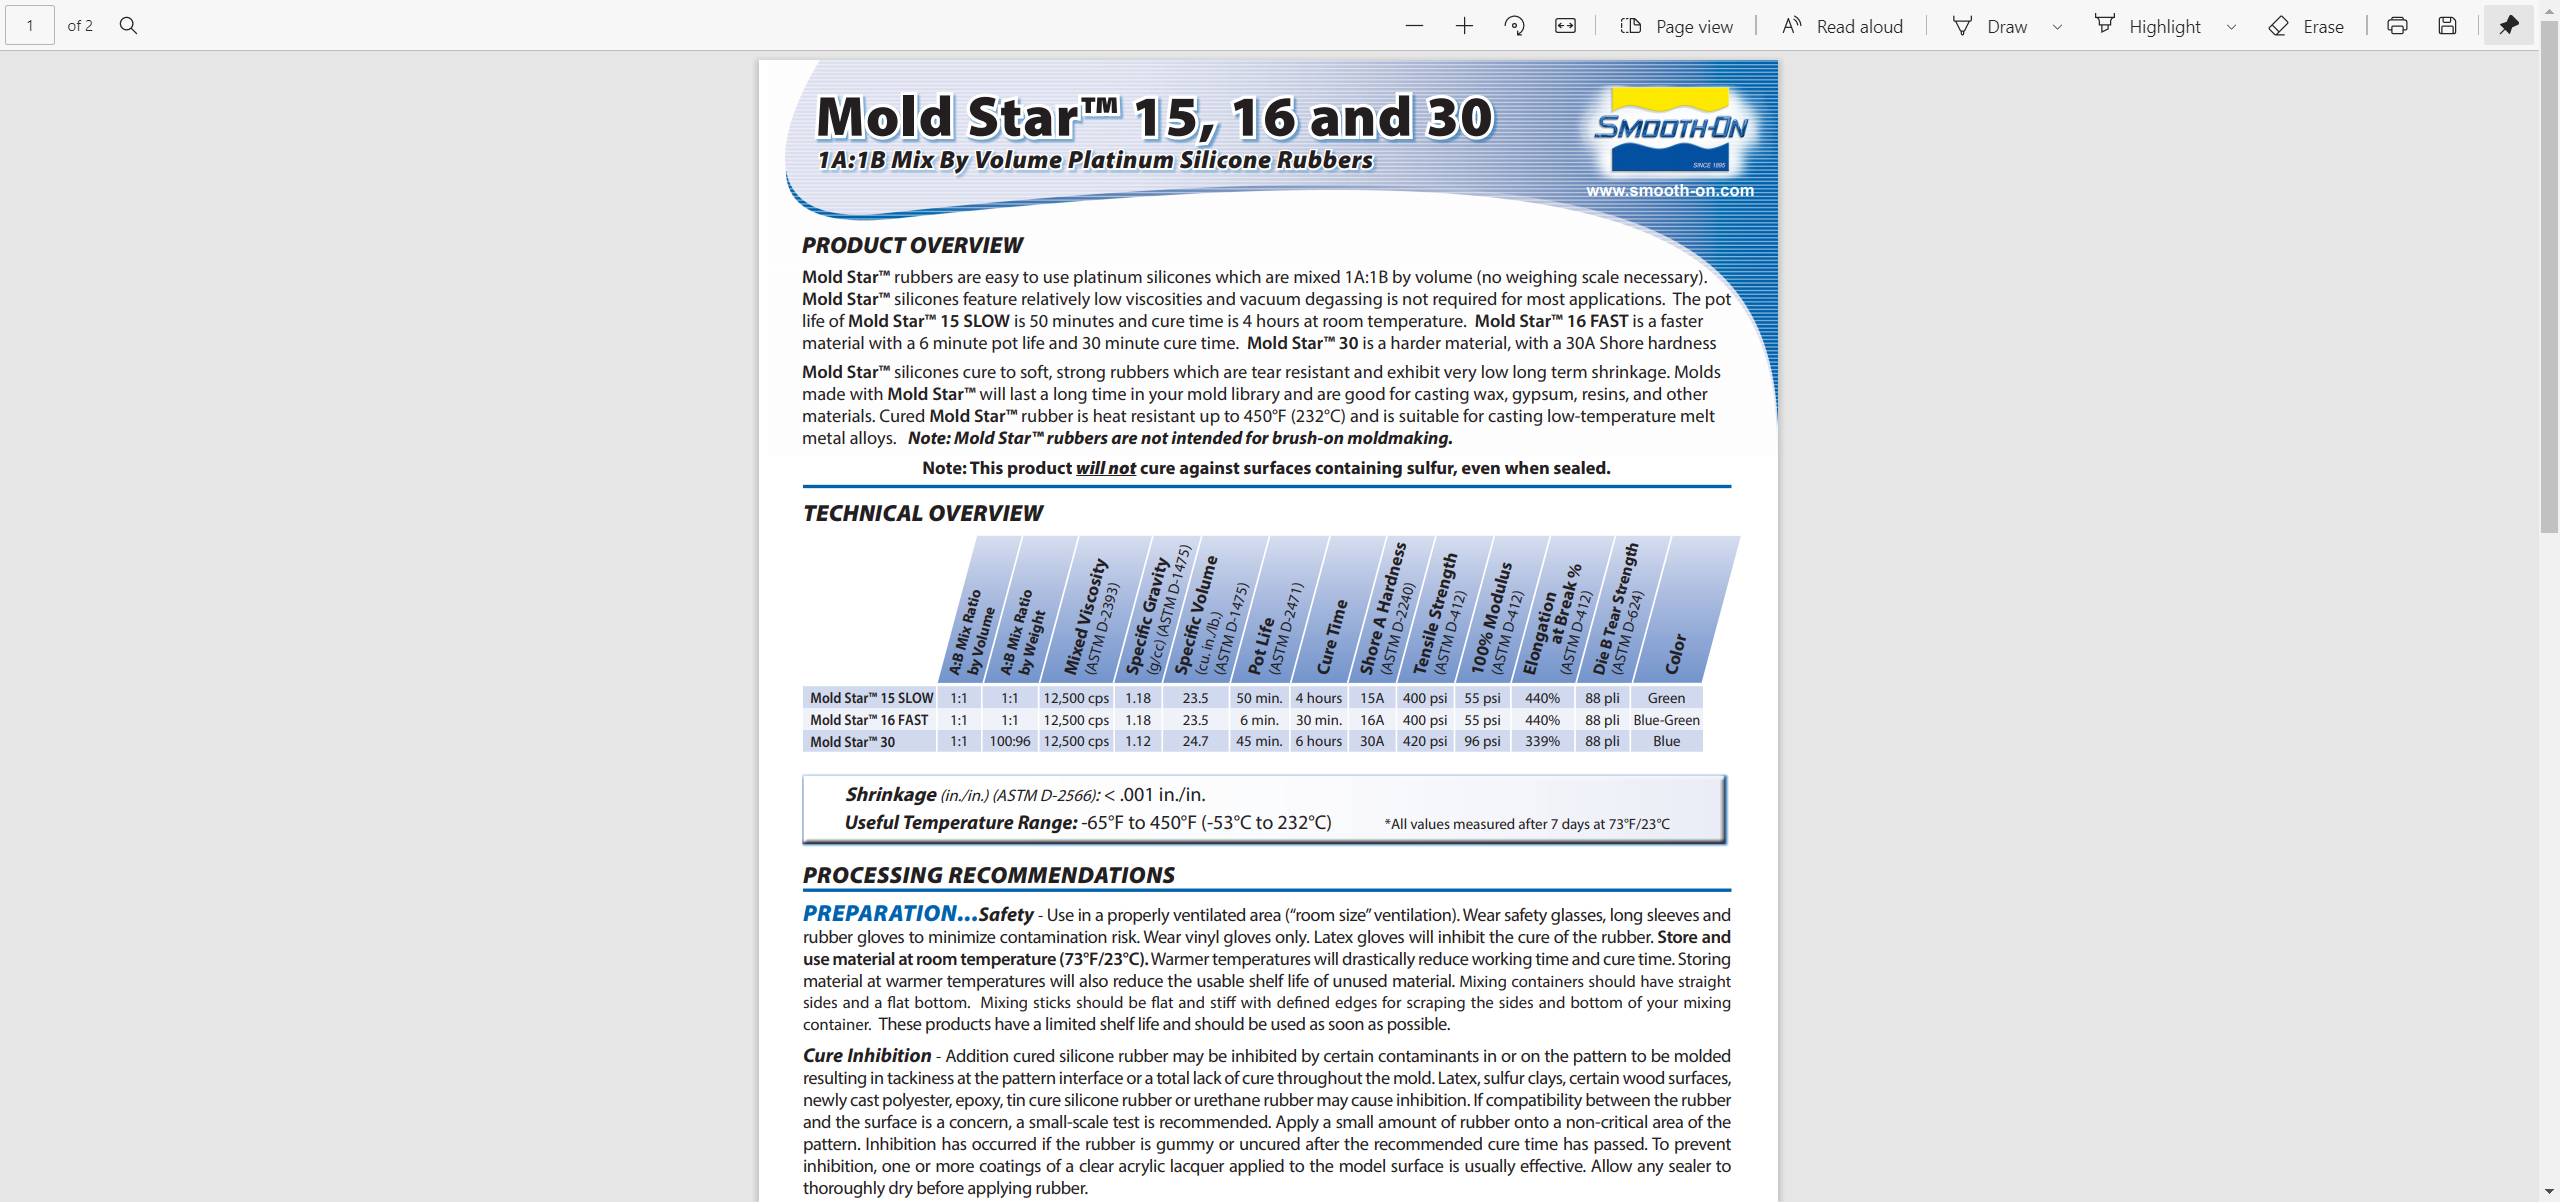 1 of 2 Page view Read aloud Draw Highlight Erase
Mold Star™ 15, 16 and 30
1A:1B Mix By Volume Platinum Silicone Rubbers
SMOOTH-ON
SINCE 1895
www.smooth-on.com
PRODUCT OVERVIEW
Mold Star™ rubbers are easy to use platinum silicones which are mixed 1A:1B by volume (no weighing scale necessary).
Mold Star™ silicones feature relatively low viscosities and vacuum degassing is not required for most applications. The pot
life of Mold Star™ 15 SLOW is 50 minutes and cure time is 4 hours at room temperature. Mold Star™ 16 FAST is a faster
material with a 6 minute pot life and 30 minute cure time. Mold Star™ 30 is a harder material, with a 30A Shore hardness
Mold Star™ silicones cure to soft, strong rubbers which are tear resistant and exhibit very low long term shrinkage. Molds
made with Mold Star™ will last a long time in your mold library and are good for casting wax, gypsum, resins, and other
materials. Cured Mold Star™ rubber is heat resistant up to 450°F (232°C) and is suitable for casting low-temperature melt
metal alloys. Note: Mold Star™ rubbers are not intended for brush-on moldmaking.
Note: This product will not cure against surfaces containing sulfur, even when sealed.
TECHNICAL OVERVIEW
A:B Mix Ratio
by Volume
A:B Mix Ratio
by Weight
Mixed Viscosity
(ASTM D-2393)
Specific Gravity
(g/cc) (ASTM D-1475)
Specific Volume
(cu. in./lb.)
(ASTM D-1475)
Pot Life
(ASTM D-2471)
Cure Time
Shore A Hardness
(ASTM D-2240)
Tensile Strength
(ASTM D-412)
100% Modulus
(ASTM D-412)
Elongation
at Break %
(ASTM D-412)
Die B Tear Strength
(ASTM D-624)
Color
Mold Star™ 15 SLOW 1:1 1:1 12,500 cps 1.18 23.5 50 min. 4 hours 15A 400 psi 55 psi 440% 88 pli Green
Mold Star™ 16 FAST 1:1 1:1 12,500 cps 1.18 23.5 6 min. 30 min. 16A 400 psi 55 psi 440% 88 pli Blue-Green
Mold Star™ 30 1:1 100:96 12,500 cps 1.12 24.7 45 min. 6 hours 30A 420 psi 96 psi 339% 88 pli Blue
Shrinkage (in./in.) (ASTM D-2566): < .001 in./in.
Useful Temperature Range: -65°F to 450°F (-53°C to 232°C) *All values measured after 7 days at 73°F/23°C
PROCESSING RECOMMENDATIONS
PREPARATION...Safety - Use in a properly ventilated area (“room size” ventilation). Wear safety glasses, long sleeves and
rubber gloves to minimize contamination risk. Wear vinyl gloves only. Latex gloves will inhibit the cure of the rubber. Store and
use material at room temperature (73°F/23°C). Warmer temperatures will drastically reduce working time and cure time. Storing
material at warmer temperatures will also reduce the usable shelf life of unused material. Mixing containers should have straight
sides and a flat bottom. Mixing sticks should be flat and stiff with defined edges for scraping the sides and bottom of your mixing
container. These products have a limited shelf life and should be used as soon as possible.
Cure Inhibition - Addition cured silicone rubber may be inhibited by certain contaminants in or on the pattern to be molded
resulting in tackiness at the pattern interface or a total lack of cure throughout the mold. Latex, sulfur clays, certain wood surfaces,
newly cast polyester, epoxy, tin cure silicone rubber or urethane rubber may cause inhibition. If compatibility between the rubber
and the surface is a concern, a small-scale test is recommended. Apply a small amount of rubber onto a non-critical area of the
pattern. Inhibition has occurred if the rubber is gummy or uncured after the recommended cure time has passed. To prevent
inhibition, one or more coatings of a clear acrylic lacquer applied to the model surface is usually effective. Allow any sealer to
thoroughly dry before applying rubber.